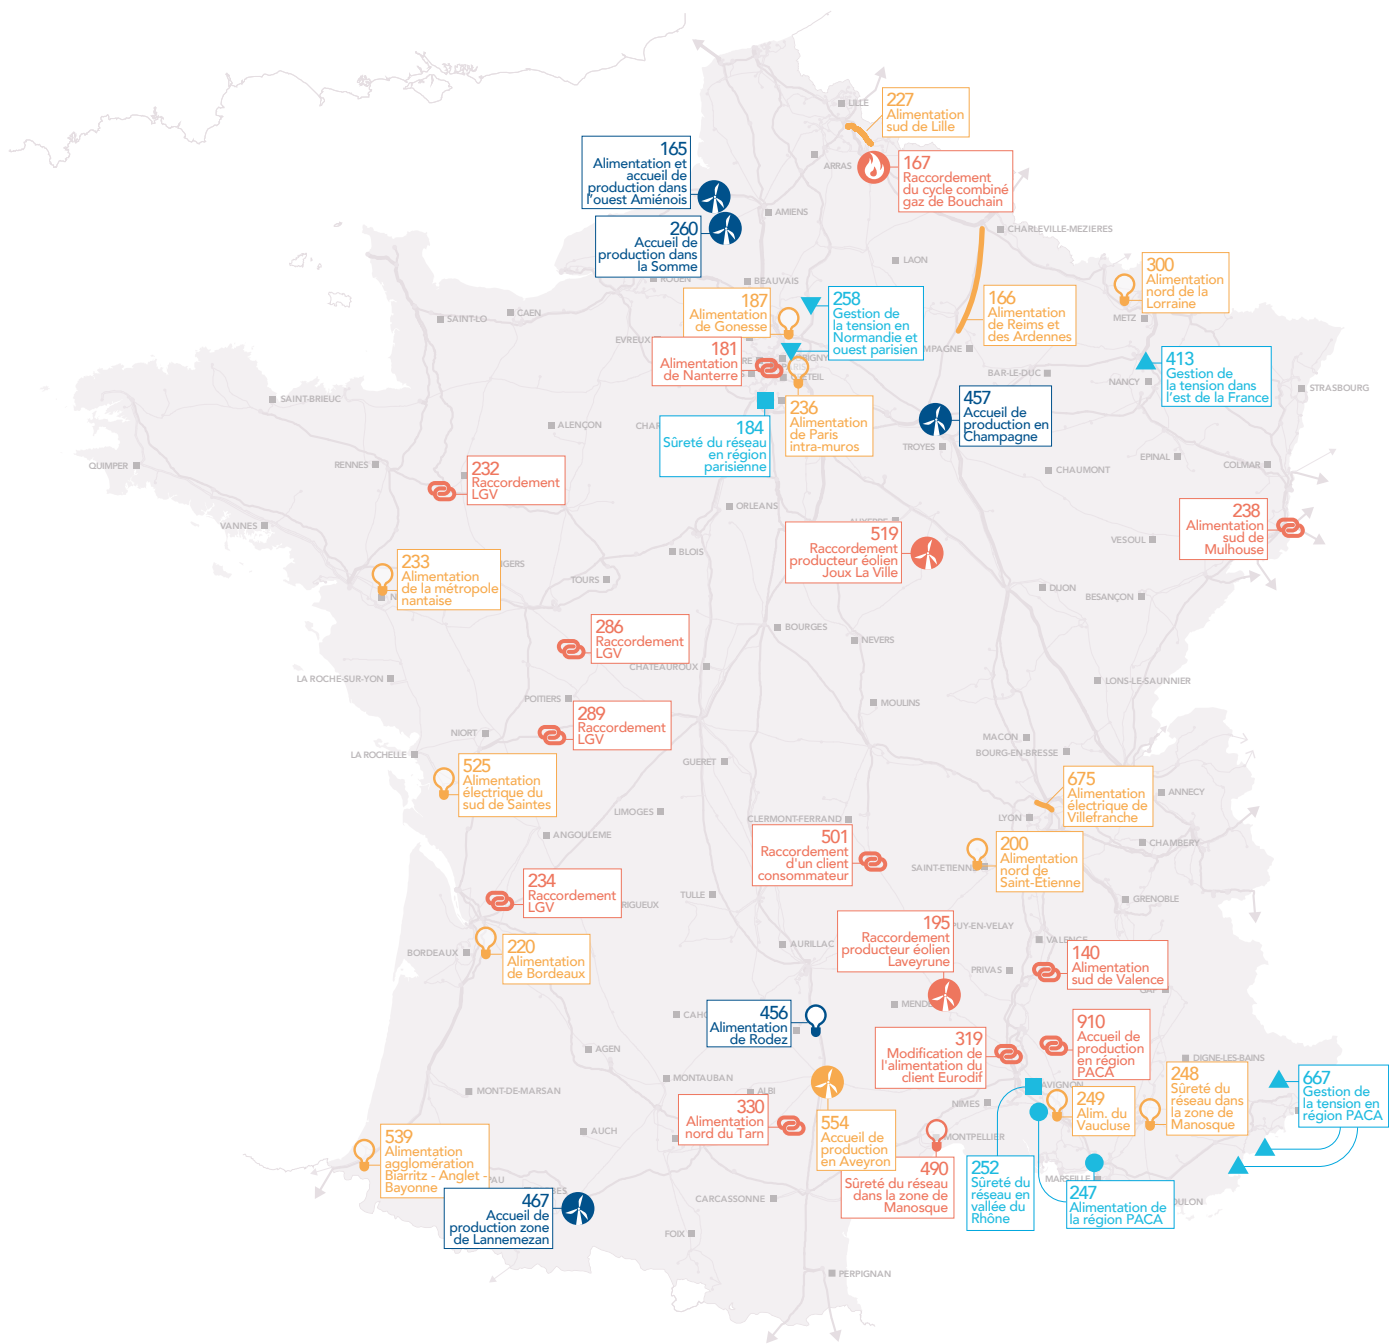 LILLE
227
Alimentation
sud de Lille
165
Alimentation et
accueil de
production dans
l'ouest Amiénois
ARRAS
167
Raccordement
du cycle combiné
gaz de Bouchain
AMIENS
260
Accueil de
production dans
la Somme
CHARLEVILLE-MEZIERES
LAON
ROUEN
BEAUVAIS
300
Alimentation
nord de la
Lorraine
METZ
187
Alimentation
de Gonesse
258
Gestion de
la tension en
Normandie et
ouest parisien
166
Alimentation
de Reims et
des Ardennes
SAINT-LO
CAEN
EVREUX
181
Alimentation
de Nanterre
BAR-LE-DUC
NANCY
413
Gestion de
la tension dans
l'est de la France
STRASBOURG
SAINT-BRIEUC
ALENÇON
184
Sûreté du réseau
en région
parisienne
236
Alimentation
de Paris
intra-muros
457
Accueil de
production en
Champagne
TROYES
CHAUMONT
EPINAL
COLMAR
QUIMPER
RENNES
232
Raccordement
LGV
ORLEANS
VANNES
238
Alimentation
sud de
Mulhouse
VESOUL
519
Raccordement
producteur éolien
Joux La Ville
BLOIS
233
Alimentation
de la métropole
nantaise
TOURS
DIJON
BESANÇON
286
Raccordement
LGV
BOURGES
NEVERS
CHATEAUROUX
LA ROCHE-SUR-YON
POITIERS
LONS-LE-SAUNNIER
MOULINS
289
Raccordement
LGV
NIORT
LA ROCHELLE
MACON
BOURG-EN-BRESSE
GUERET
525
Alimentation
électrique du
sud de Saintes
675
Alimentation
électrique de
Villefranche
ANNECY
LIMOGES
CLERMONT-FERRAND
LYON
ANGOULEME
501
Raccordement
d'un client
consommateur
SAINT-ETIENNE
200
Alimentation
nord de
Saint-Étienne
CHAMBERY
234
Raccordement
LGV
RIGUEUX
TULLE
GRENOBLE
195
Raccordement
producteur éolien
Laveyrune
PUY-EN-VELAY
BORDEAUX
220
Alimentation
de Bordeaux
AURILLAC
VALENCE
PRIVAS
140
Alimentation
sud de Valence
GAP
MENDE
456
Alimentation
de Rodez
319
Modification de
l'alimentation du
client Eurodif
910
Accueil de
production
en région
PACA
AGEN
DIGNE-LES-BAINS
MONTAUBAN
MONT-DE-MARSAN
ALBI
AVIGNON
NIMES
249
Alim. du
Vaucluse
248
Sûreté du
réseau dans
la zone de
Manosque
667
Gestion de
la tension en
région PACA
330
Alimentation
nord du Tarn
554
Accueil de
production
en Aveyron
AUCH
MONTPELLIER
539
Alimentation
agglomération
Biarritz - Anglet -
Bayonne
PAU
490
Sûreté du réseau
dans la zone de
Manosque
252
Sûreté du
réseau en
vallée du
Rhône
MARSEILLE
247
Alimentation de
la région PACA
467
Accueil de
production zone
de Lannemezan
CARCASSONNE
FOIX
PERPIGNAN